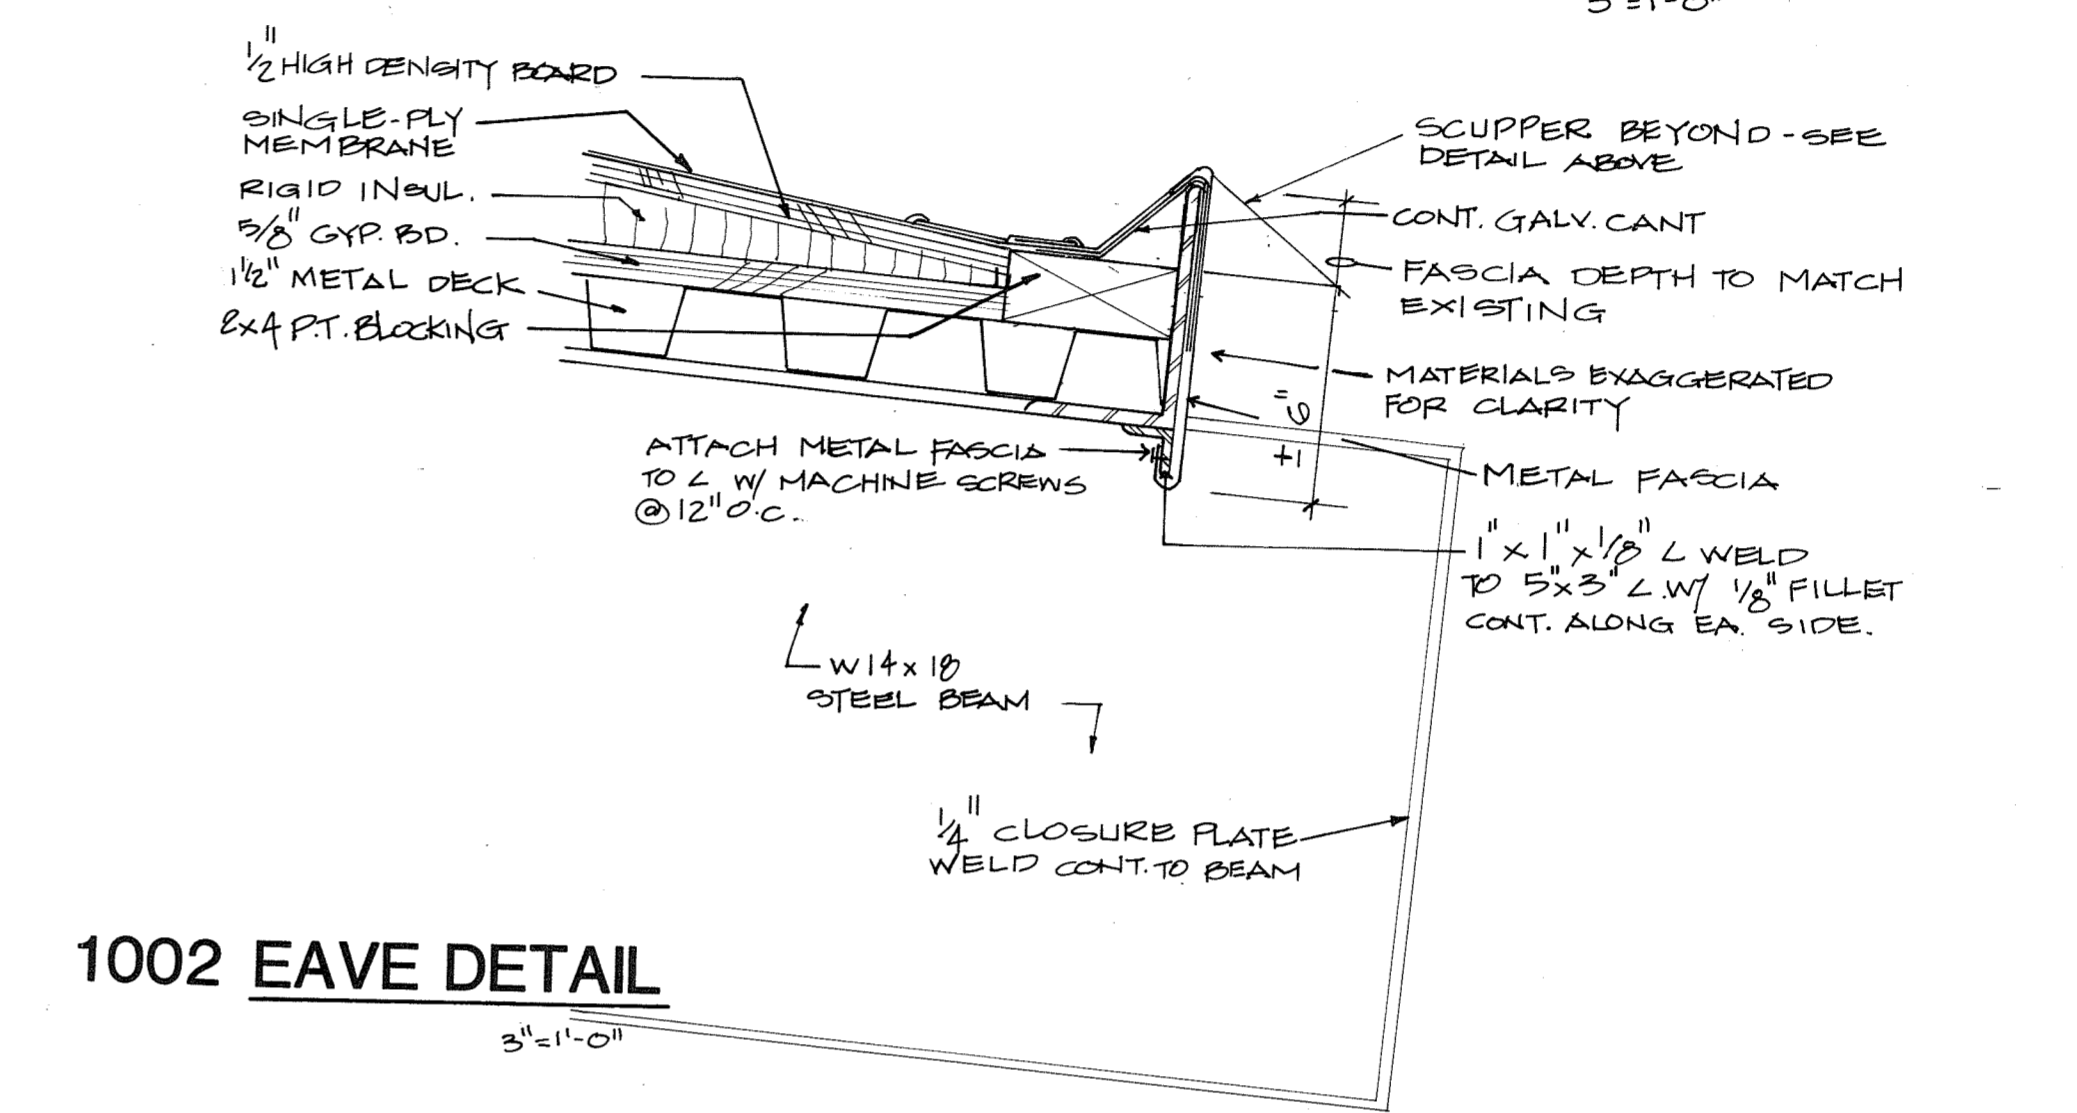 1/2" HIGH DENSITY BOARD
SINGLE-PLY
MEMBRANE
RIGID INSUL.
5/8" GYP. BD.
1 1/2" METAL DECK
2x4 P.T. BLOCKING
SCUPPER BEYOND - SEE
DETAIL ABOVE
CONT. GALV. CANT
FASCIA DEPTH TO MATCH
EXISTING
MATERIALS EXAGGERATED
FOR CLARITY
± 9"
ATTACH METAL FASCIA
TO ∠ W/ MACHINE SCREWS
@ 12" O.C.
METAL FASCIA
1" x 1" x 1/8" ∠ WELD
TO 5"x3" ∠ W/ 1/8" FILLET
CONT. ALONG EA. SIDE.
W14x18
STEEL BEAM
1/4" CLOSURE PLATE
WELD CONT. TO BEAM
1002 EAVE DETAIL
3"=1'-0"